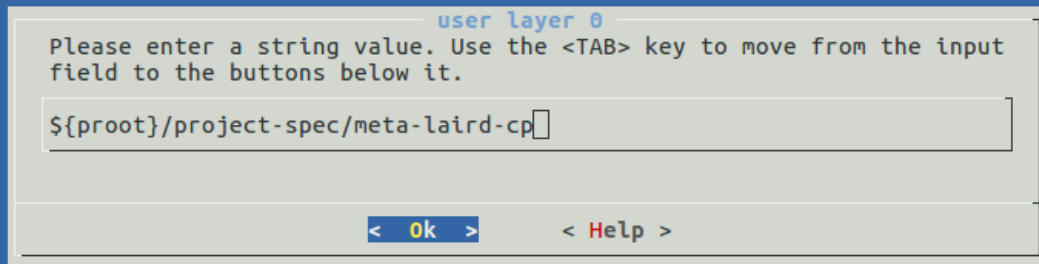 user layer 0
Please enter a string value. Use the <TAB> key to move from the input
field to the buttons below it.
${proot}/project-spec/meta-laird-cp
< Ok > < Help >